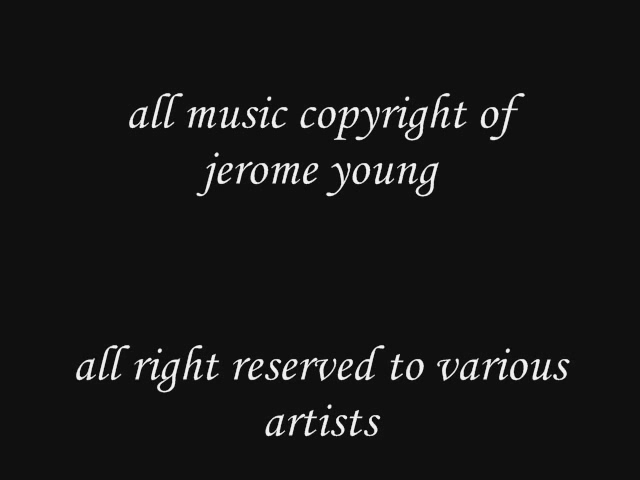 all music copyright of
jerome young
all right reserved to various
artists